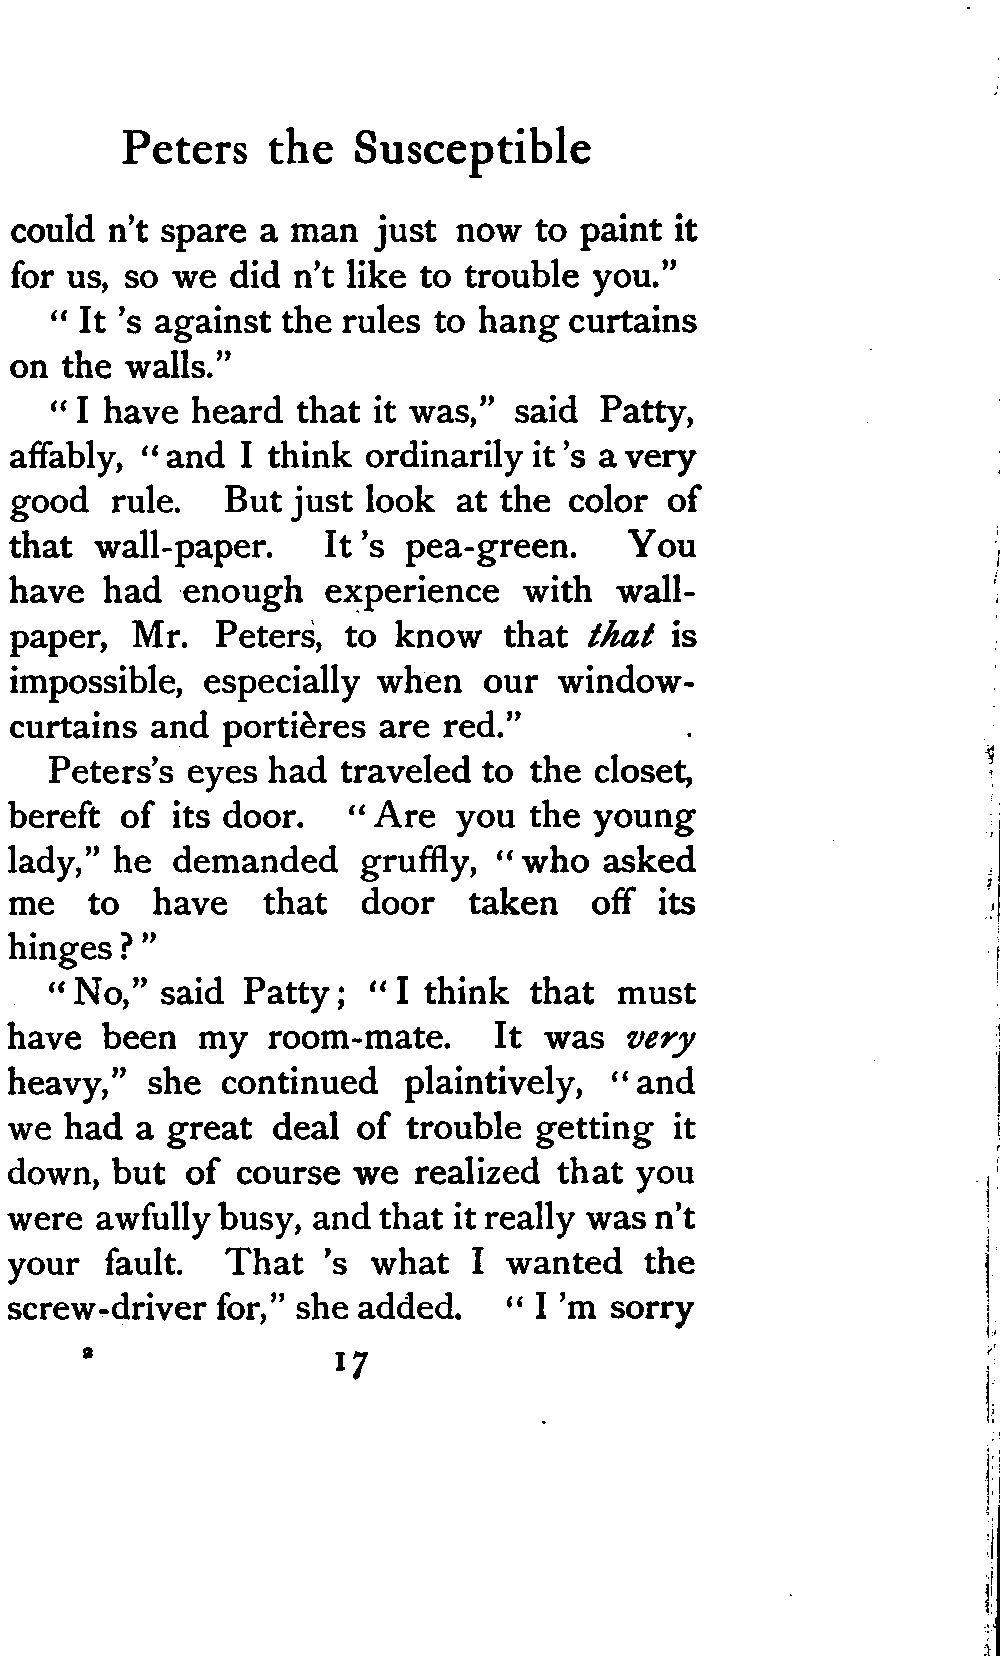 Peters the Susceptible
could n't spare a man just now to paint it
for us, so we did n't like to trouble you."
" It 's against the rules to hang curtains
on the walls."
" I have heard that it was," said Patty,
affably, " and I think ordinarily it 's a very
good rule. But just look at the color of
that wall-paper. It 's pea-green. You
have had enough experience with wall-
paper, Mr. Peters, to know that that is
impossible, especially when our window-
curtains and portières are red."
Peters's eyes had traveled to the closet,
bereft of its door. " Are you the young
lady," he demanded gruffly, " who asked
me to have that door taken off its
hinges ? "
" No," said Patty ; " I think that must
have been my room-mate. It was very
heavy," she continued plaintively, " and
we had a great deal of trouble getting it
down, but of course we realized that you
were awfully busy, and that it really was n't
your fault. That 's what I wanted the
screw-driver for," she added. " I 'm sorry
2 17